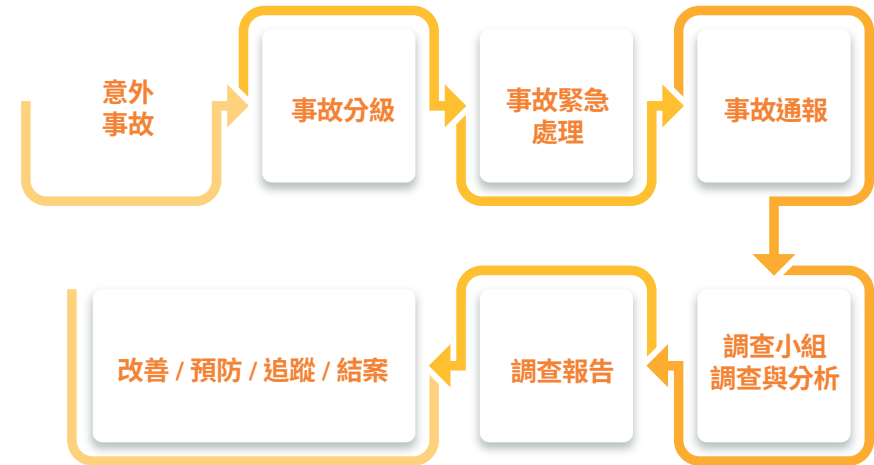 意外
事故
事故分級
事故緊急
處理
事故通報
調查小組
調查與分析
調查報告
改善 / 預防 / 追蹤 / 結案